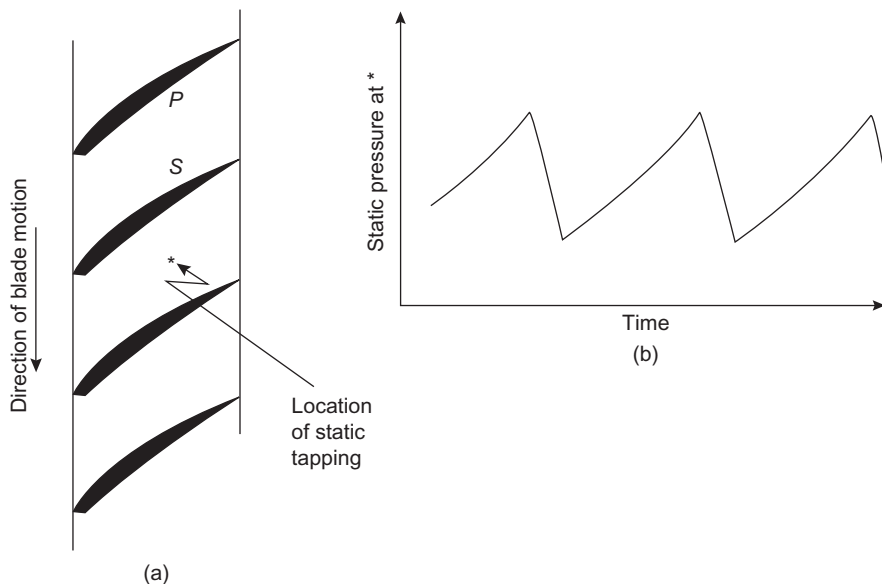 P
S
*
Direction of blade motion
Location
of static
tapping
(a)
Static pressure at *
Time
(b)